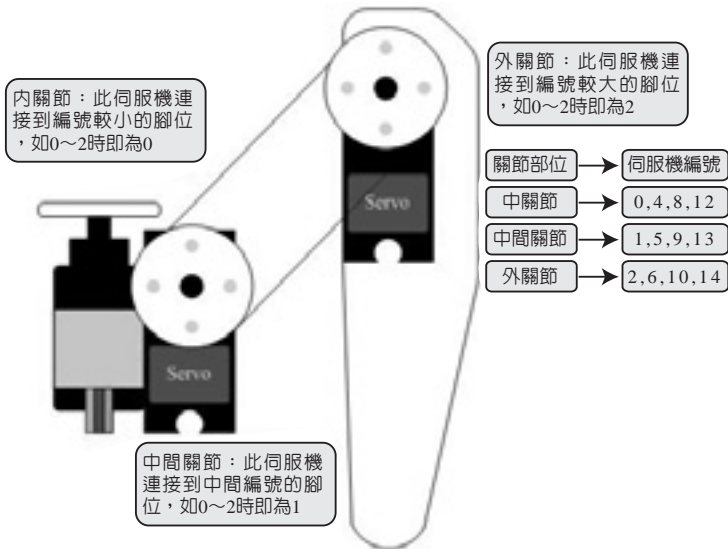 內關節：此伺服機連
接到編號較小的腳位
，如0～2時即為0
外關節：此伺服機連
接到編號較大的腳位
，如0～2時即為2
關節部位
伺服機編號
中關節
0,4,8,12
中間關節
1,5,9,13
外關節
2,6,10,14
Servo
Servo
中間關節：此伺服機
連接到中間編號的腳
位，如0～2時即為1